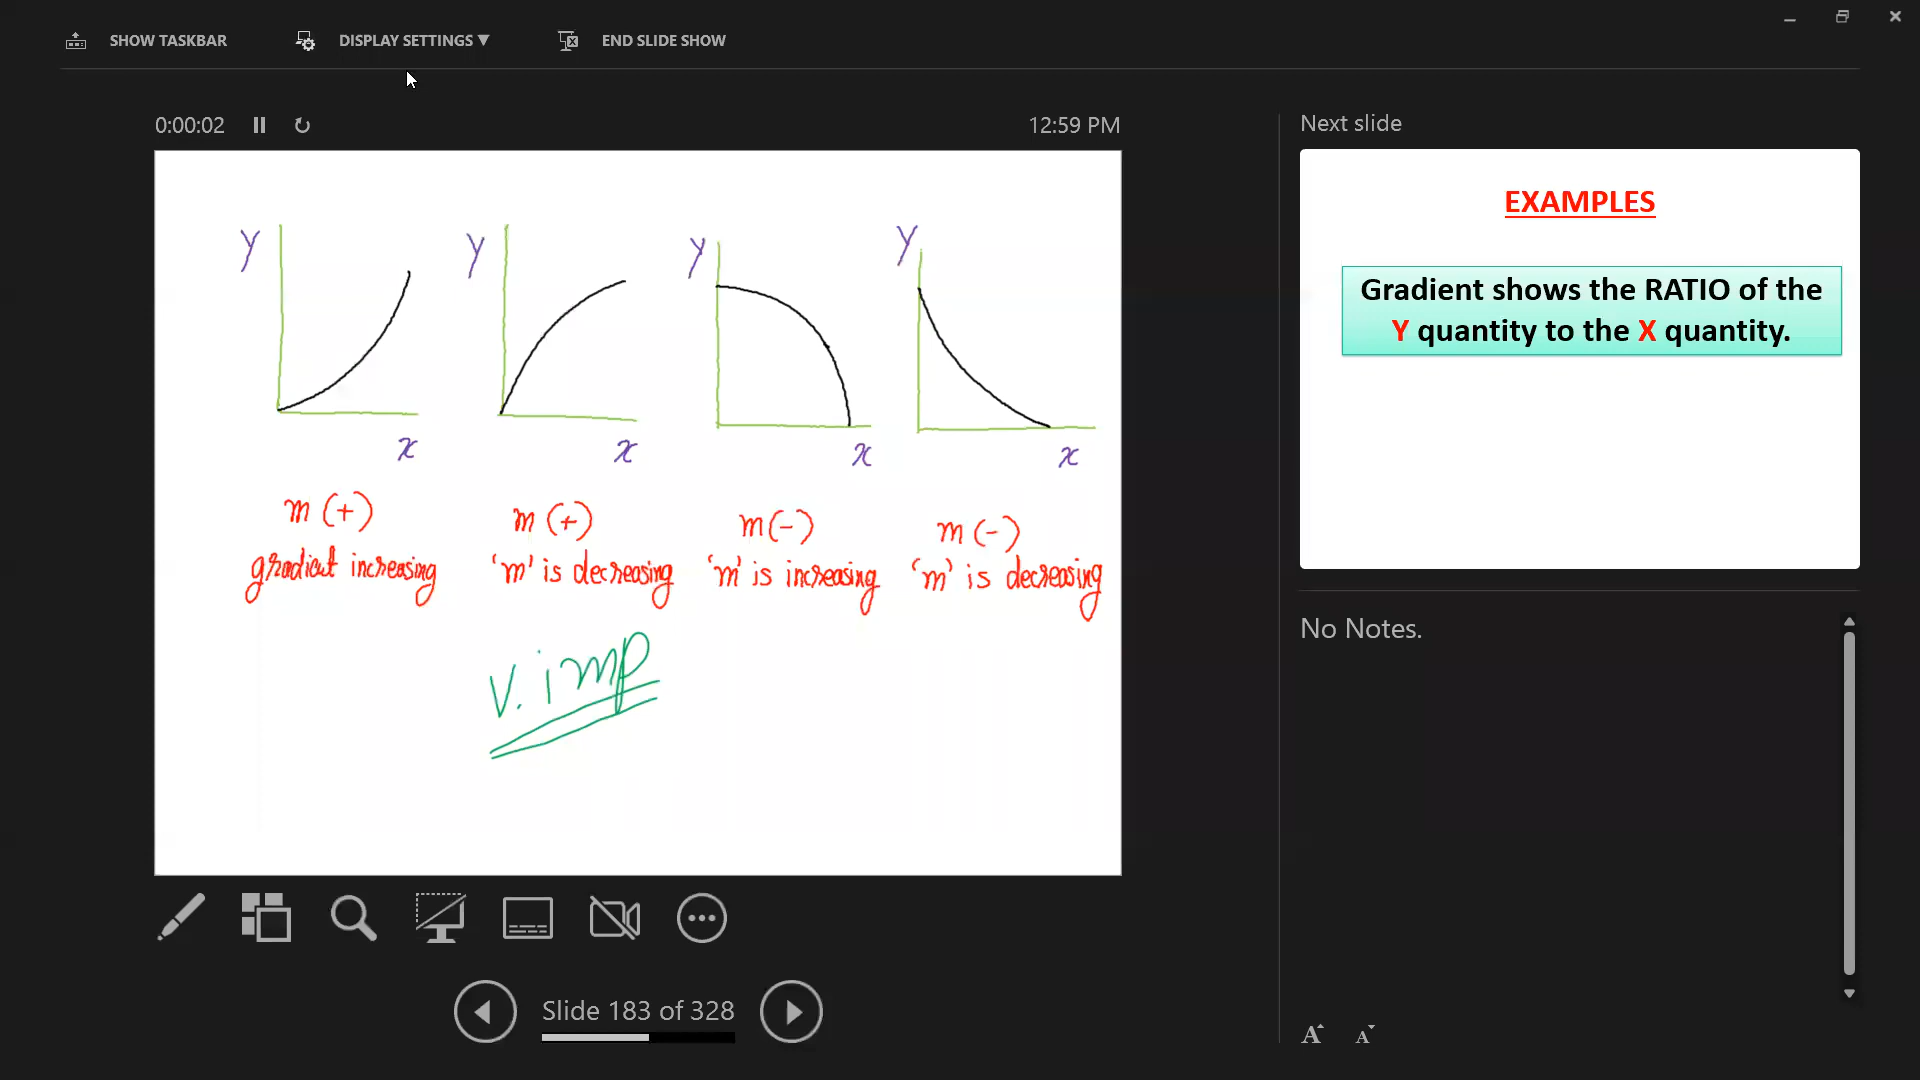 SHOW TASKBAR
DISPLAY SETTINGS ▼
END SLIDE SHOW
0:00:02
12:59 PM
Y
Y
Y
Y
x
x
x
x
m (+)
m (+)
m (-)
m (-)
gradient increasing
'm' is decreasing
'm' is increasing
'm' is decreasing
V. imp
Slide 183 of 328
Next slide
EXAMPLES
Gradient shows the RATIO of the
Y quantity to the X quantity.
No Notes.
A
A